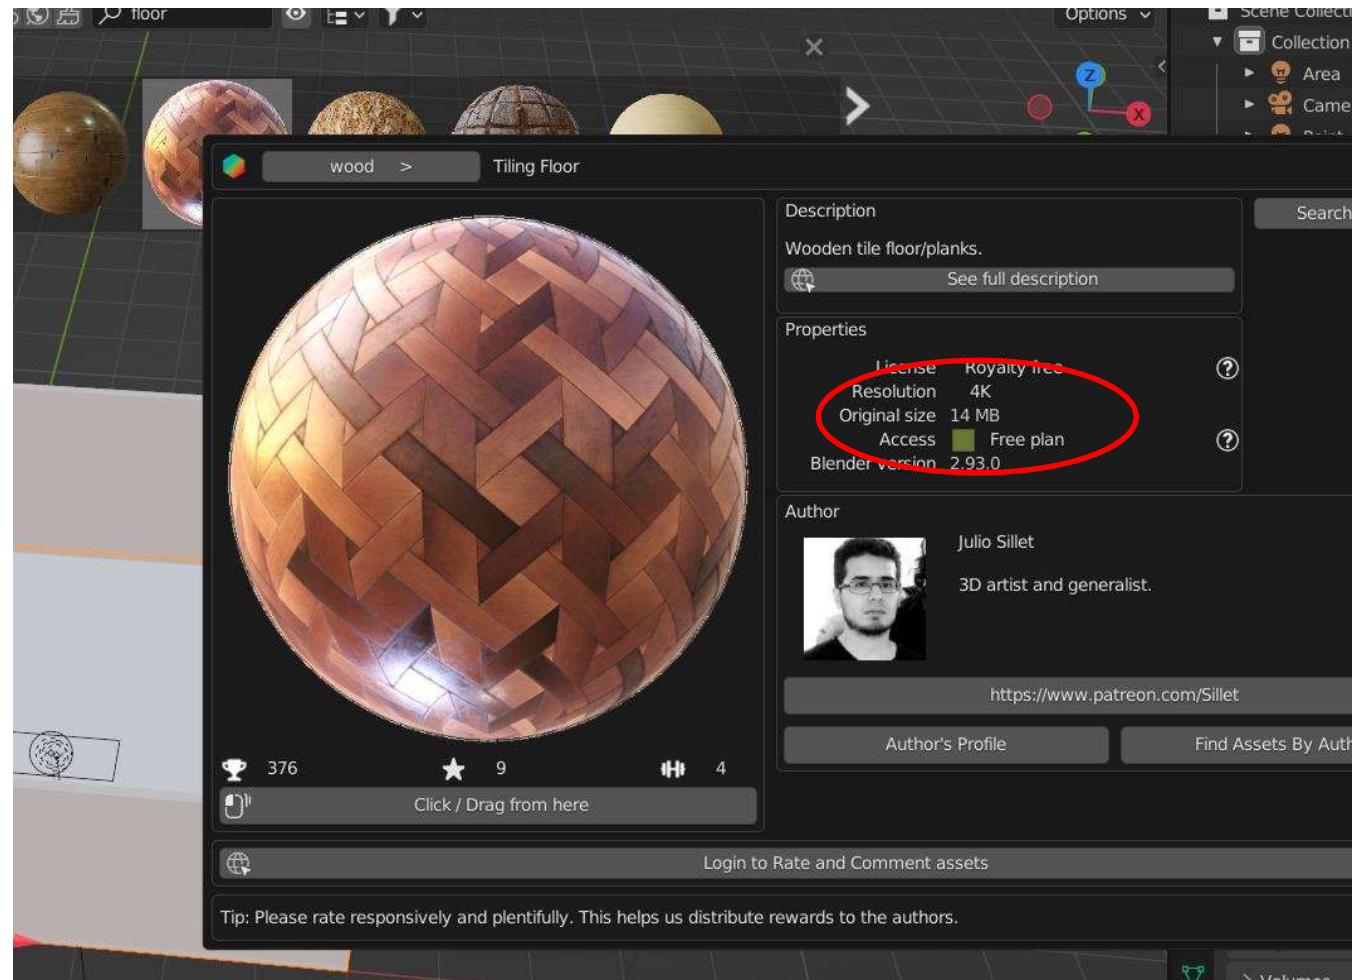 floor
Options
Scene Collecti
Collection
Area
Came
Z
X
wood >
Tiling Floor
Description
Search
Wooden tile floor/planks.
See full description
Properties
License Royalty free
Resolution 4K
Original size 14 MB
Access Free plan
Blender version 2.93.0
Author
Julio Sillet
3D artist and generalist.
https://www.patreon.com/Sillet
Author's Profile
Find Assets By Auth
376
9
4
Click / Drag from here
Login to Rate and Comment assets
Tip: Please rate responsively and plentifully. This helps us distribute rewards to the authors.
Volumes